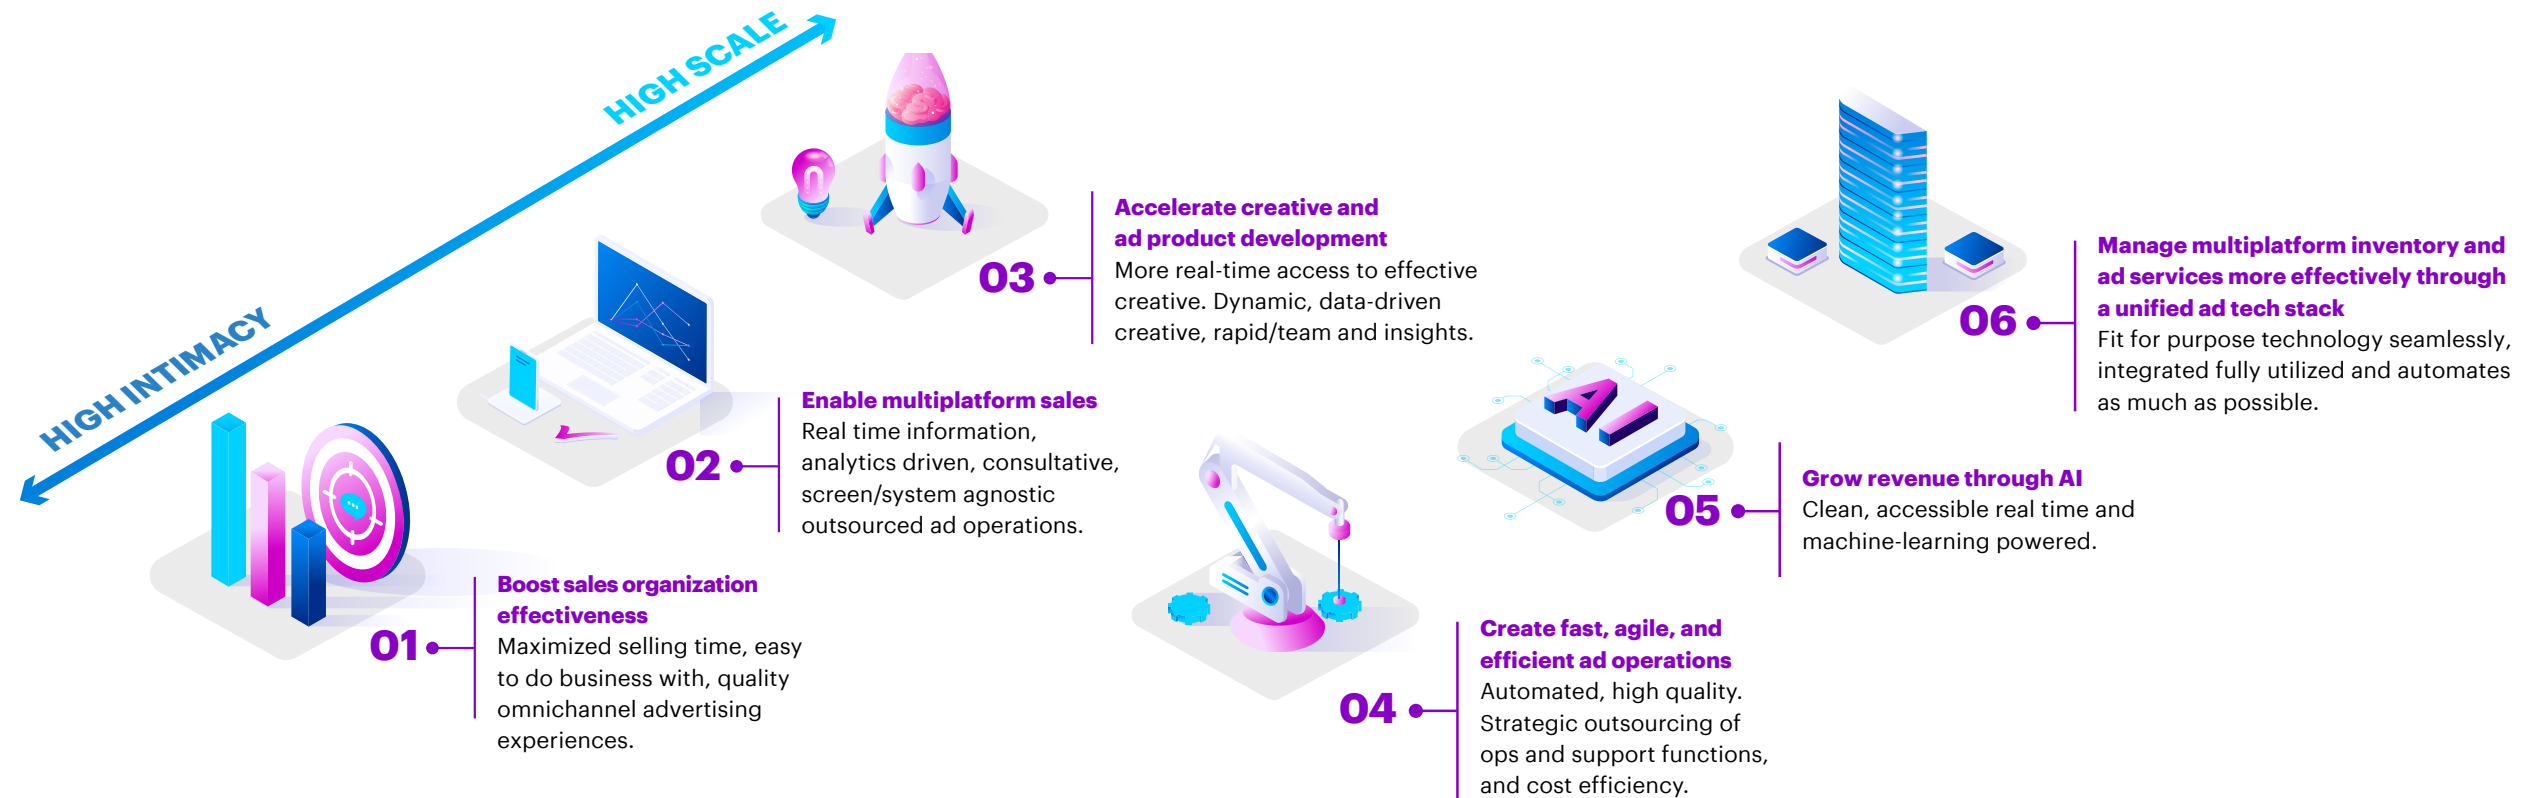 HIGH SCALE
HIGH INTIMACY
01
Boost sales organization
effectiveness
Maximized selling time, easy
to do business with, quality
omnichannel advertising
experiences.
02
Enable multiplatform sales
Real time information,
analytics driven, consultative,
screen/system agnostic
outsourced ad operations.
03
Accelerate creative and
ad product development
More real-time access to effective
creative. Dynamic, data-driven
creative, rapid/team and insights.
04
Create fast, agile, and
efficient ad operations
Automated, high quality.
Strategic outsourcing of
ops and support functions,
and cost efficiency.
AI
05
Grow revenue through AI
Clean, accessible real time and
machine-learning powered.
06
Manage multiplatform inventory and
ad services more effectively through
a unified ad tech stack
Fit for purpose technology seamlessly,
integrated fully utilized and automates
as much as possible.